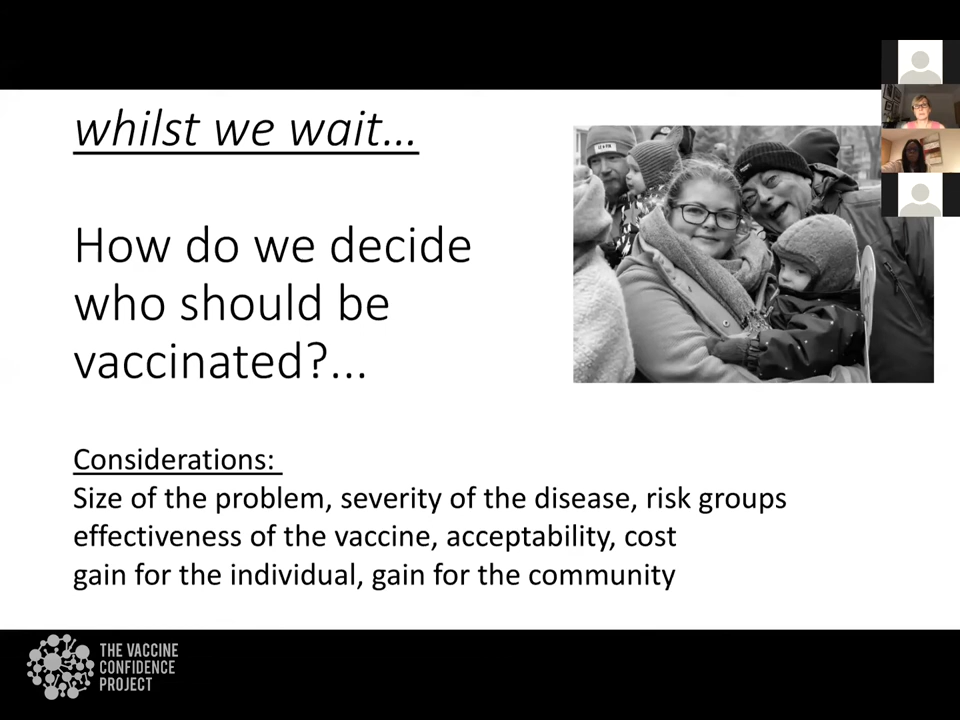 whilst we wait...
How do we decide
who should be
vaccinated?...
Considerations:
Size of the problem, severity of the disease, risk groups
effectiveness of the vaccine, acceptability, cost
gain for the individual, gain for the community
THE VACCINE
CONFIDENCE
PROJECT